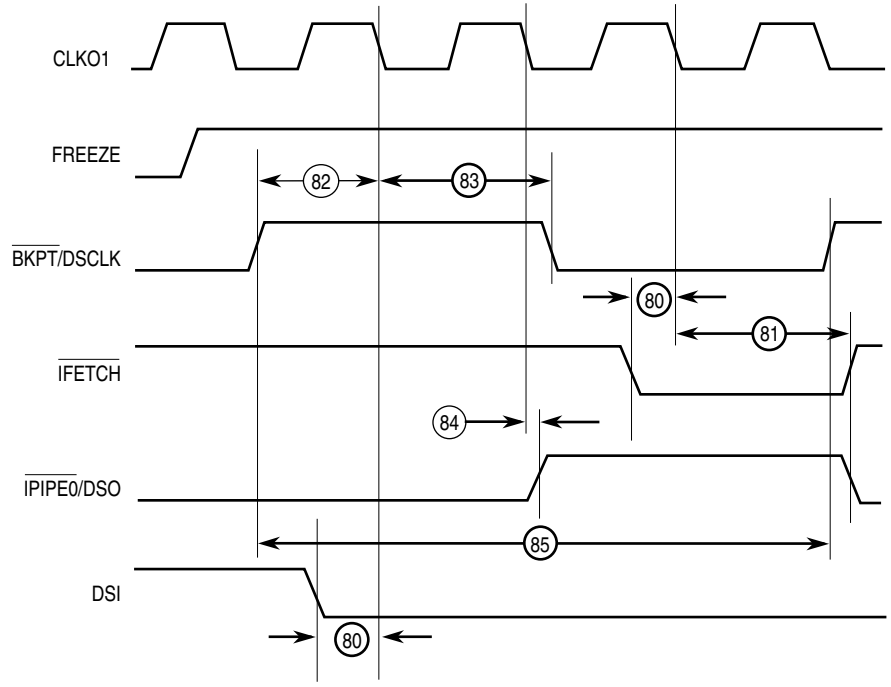 CLKO1
FREEZE
82
83
BKPT/DSCLK
80
81
IFETCH
84
IPIPE0/DSO
85
DSI
80